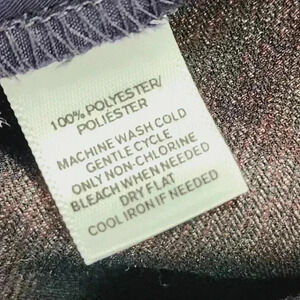 100% POLYESTER/
POLIÉSTER
MACHINE WASH COLD
GENTLE CYCLE
ONLY NON-CHLORINE
BLEACH WHEN NEEDED
DRY FLAT
COOL IRON IF NEEDED